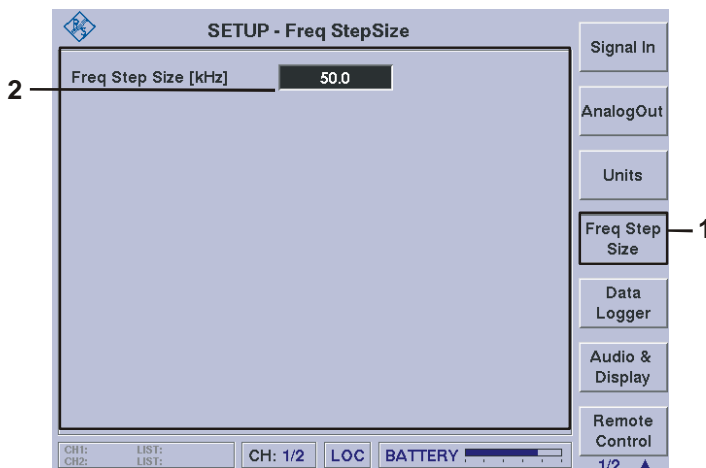 R S
SETUP - Freq StepSize
Signal In
Freq Step Size [kHz] 50.0
2
AnalogOut
Units
Freq Step
Size
1
Data
Logger
Audio &
Display
Remote
Control
CH1: LIST:
CH2: LIST:
CH: 1/2 LOC BATTERY
1/2